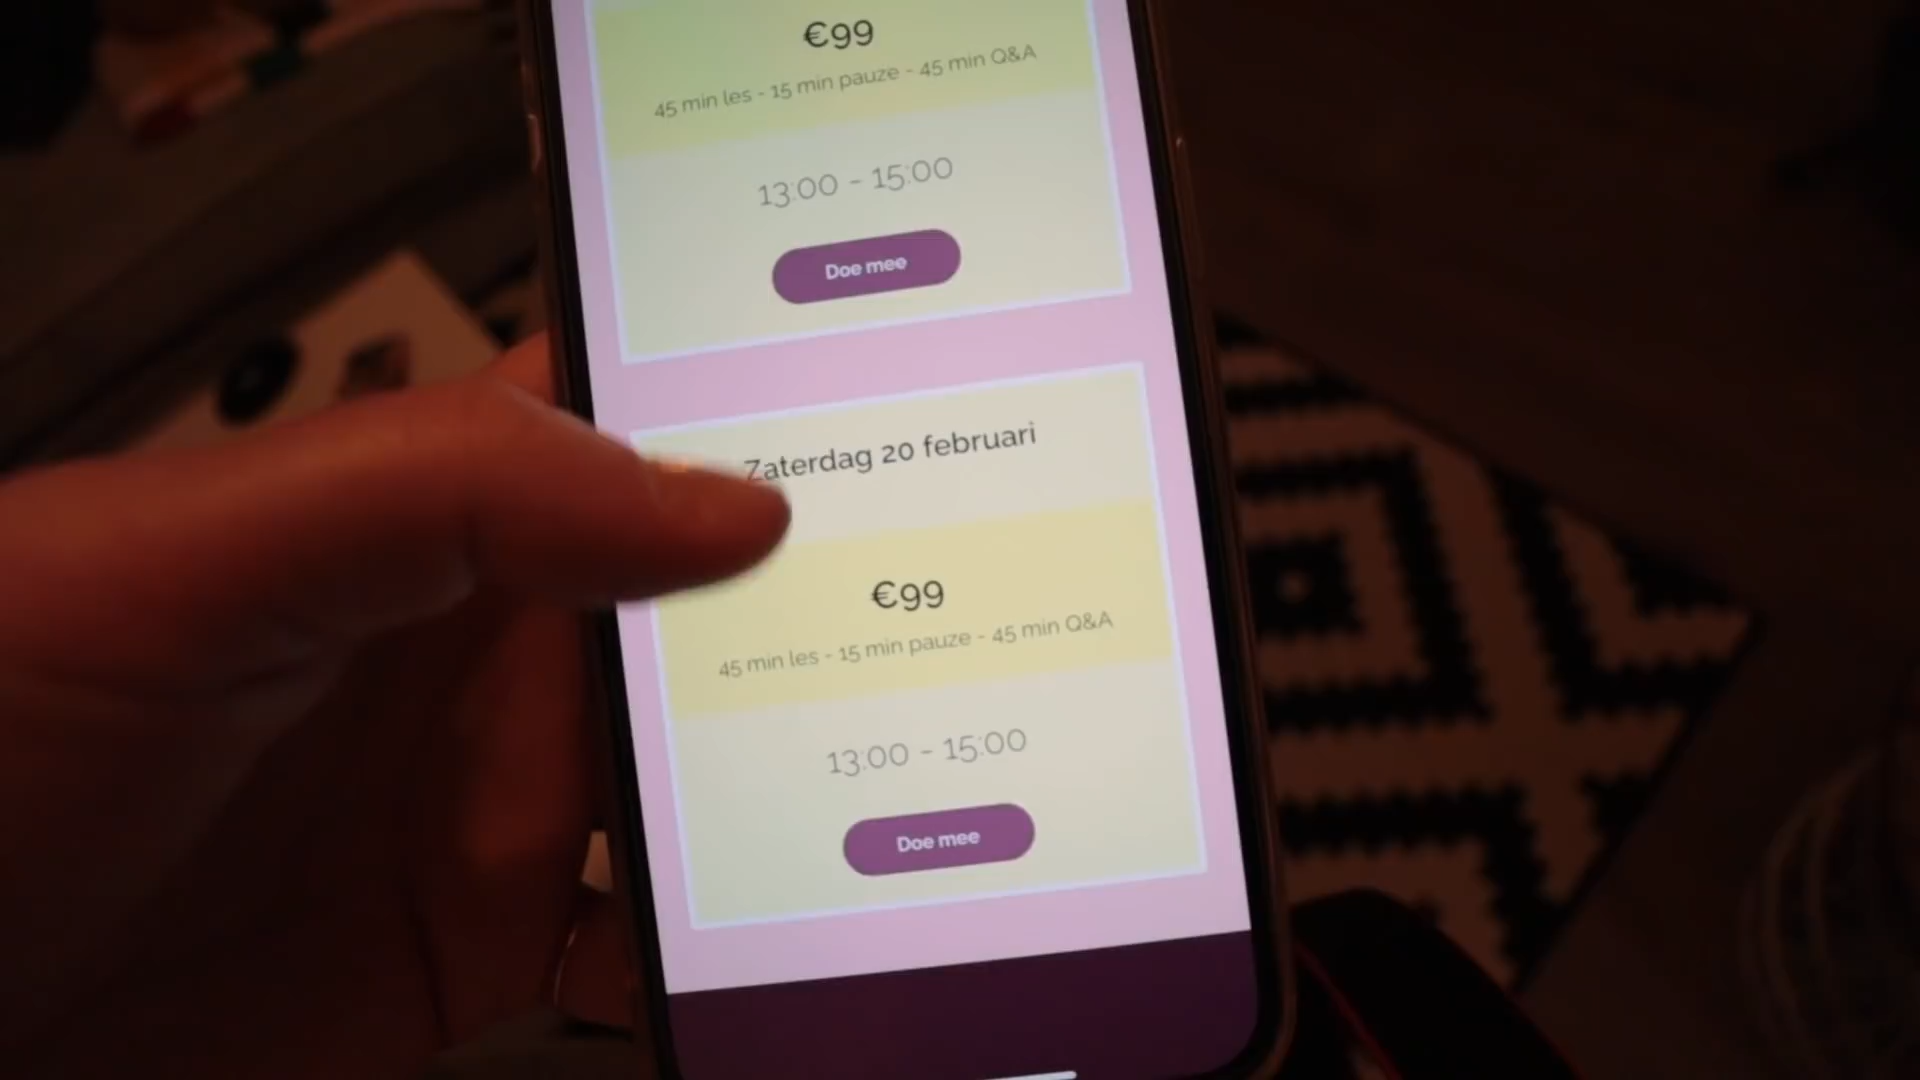 €99
45 min les - 15 min pauze - 45 min Q&A
13:00 - 15:00
Doe mee
Zaterdag 20 februari
€99
45 min les - 15 min pauze - 45 min Q&A
13:00 - 15:00
Doe mee